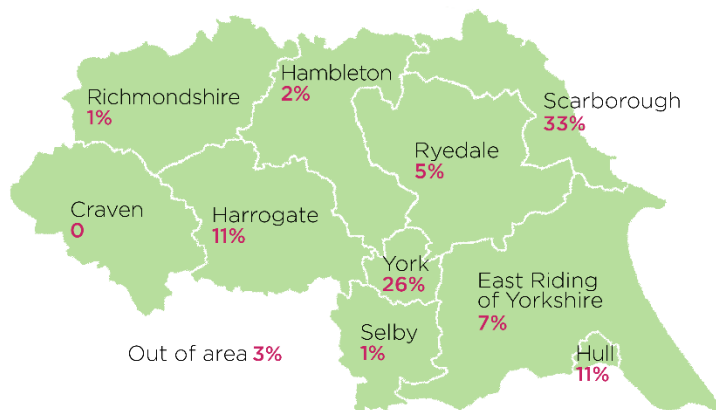 Hambleton
2%
Richmondshire
1%
Scarborough
33%
Ryedale
5%
Craven
0
Harrogate
11%
York
26%
East Riding
of Yorkshire
7%
Selby
1%
Out of area 3%
Hull
11%